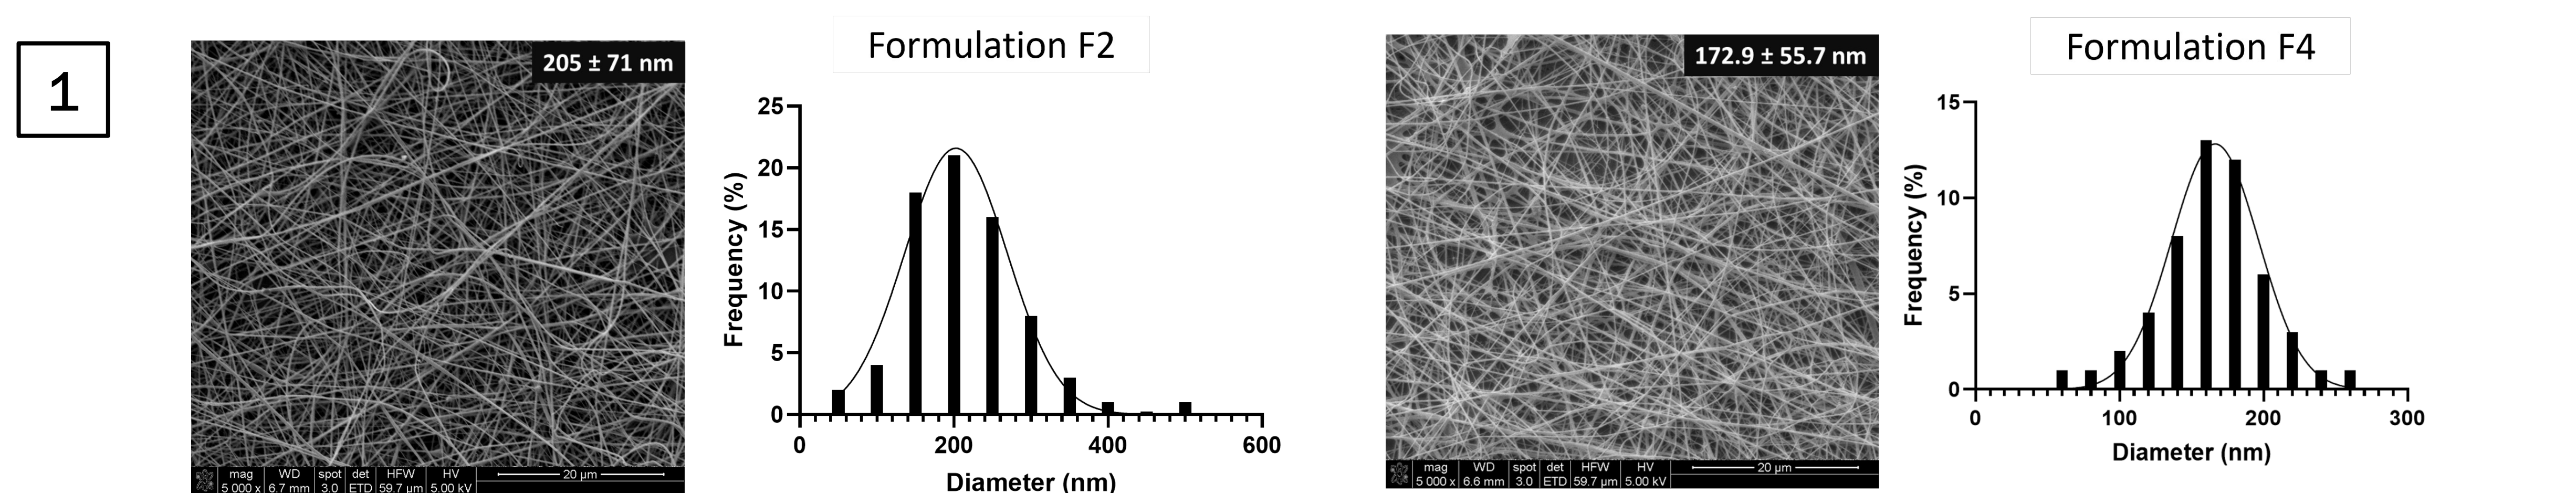 1
205 ± 71 nm
mag WD spot det HFW HV 20 µm
5 000 x 6.7 mm 3.0 ETD 59.7 µm 5.00 kV
Formulation F2
Frequency (%)
25
20
15
10
5
0
0 200 400 600
Diameter (nm)
172.9 ± 55.7 nm
mag WD spot det HFW HV 20 µm
5 000 x 6.6 mm 3.0 ETD 59.7 µm 5.00 kV
Formulation F4
Frequency (%)
15
10
5
0
0 100 200 300
Diameter (nm)